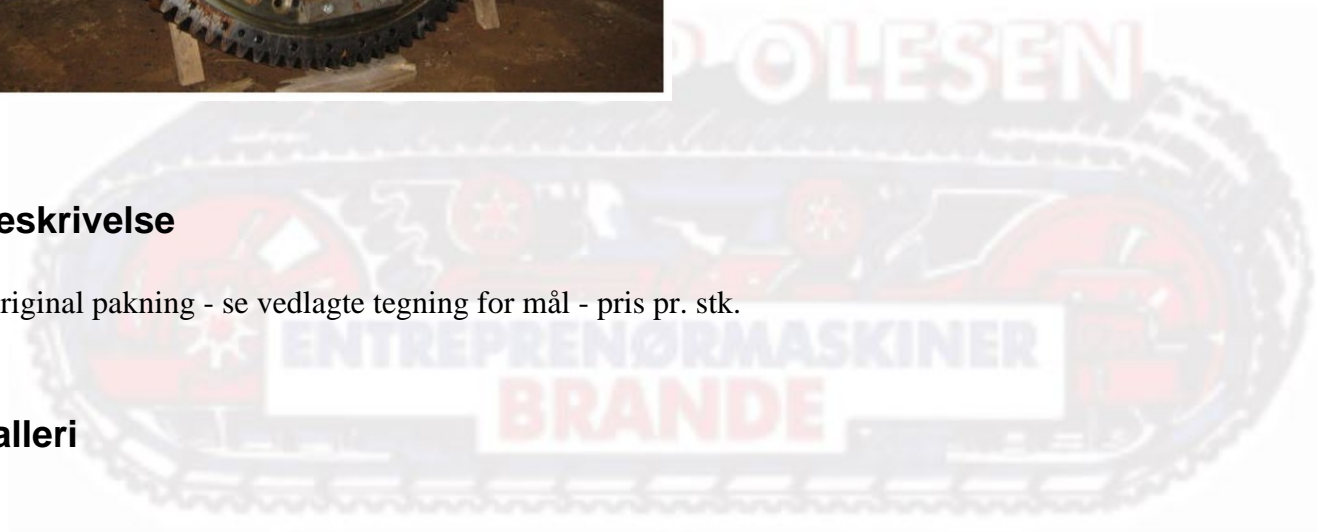 P OLESEN
eskrivelse
riginal pakning - se vedlagte tegning for mål - pris pr. stk.
ENTREPRENØRMASKINER
BRANDE
alleri